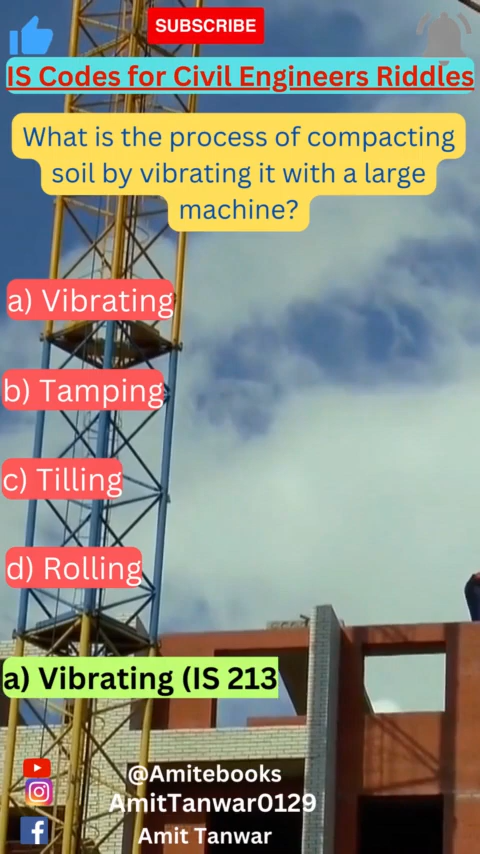 SUBSCRIBE
IS Codes for Civil Engineers Riddles
What is the process of compacting
soil by vibrating it with a large
machine?
a) Vibrating
b) Tamping
c) Tilling
d) Rolling
a) Vibrating (IS 213
@Amitebooks
AmitTanwar0129
Amit Tanwar